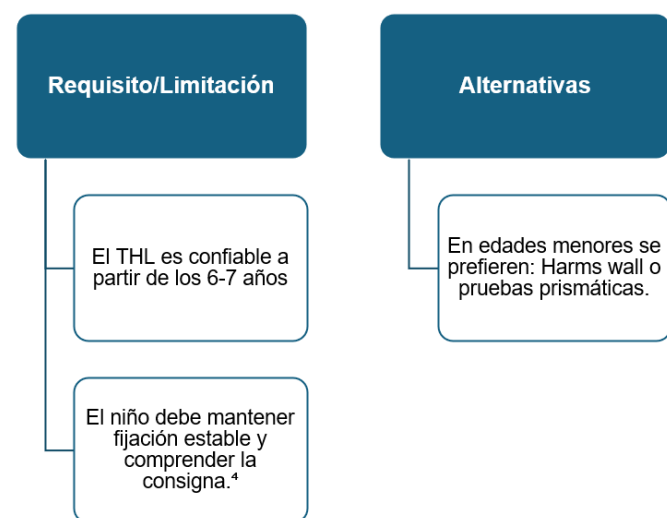 Requisito/Limitación
El THL es confiable a
partir de los 6-7 años
El niño debe mantener
fijación estable y
comprender la
consigna.⁴
Alternativas
En edades menores se
prefieren: Harms wall o
pruebas prismáticas.